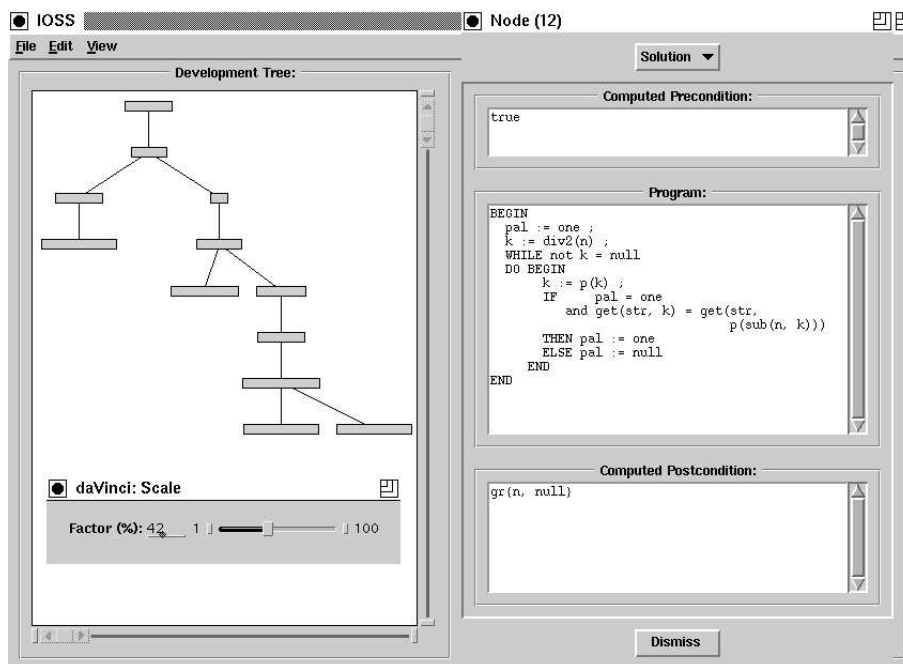 IOSS
File Edit View
Development Tree:
daVinci: Scale
Factor (%): 42 1 100
Node (12)
Solution
Computed Precondition:
true
Program:
BEGIN
pal := one ;
k := div2(n) ;
WHILE not k = null
DO BEGIN
k := p(k) ;
IF pal = one
and get(str, k) = get(str,
p(sub(n, k)))
THEN pal := one
ELSE pal := null
END
END
Computed Postcondition:
gr{n, null}
Dismiss